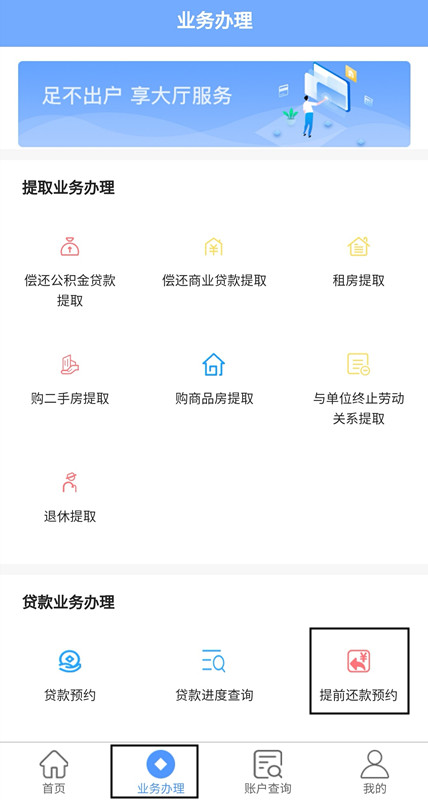 业务办理
足不出户 享大厅服务
提取业务办理
偿还公积金贷款
提取
偿还商业贷款提取
租房提取
购二手房提取
购商品房提取
与单位终止劳动
关系提取
退休提取
贷款业务办理
贷款预约
贷款进度查询
提前还款预约
首页
业务办理
账户查询
我的